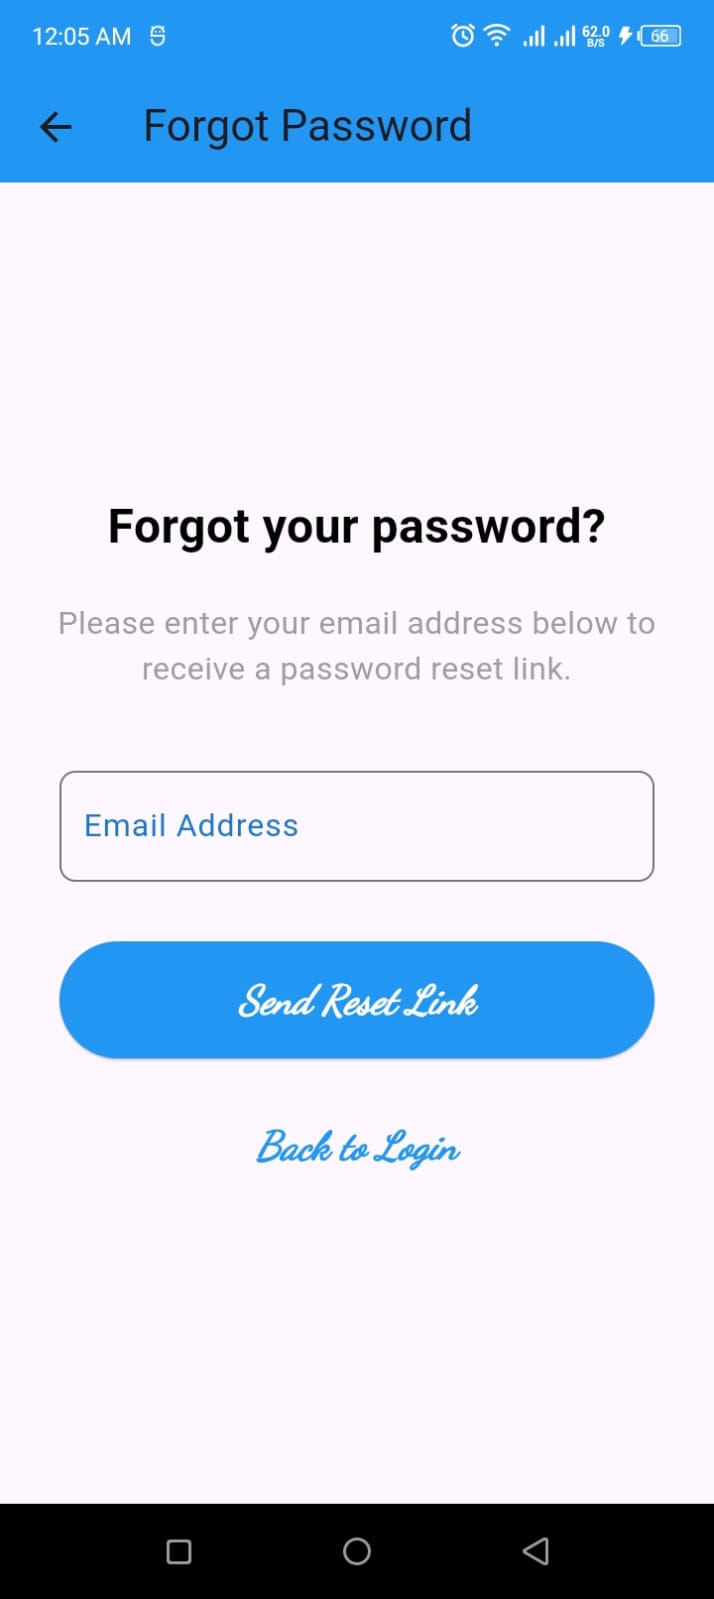 12:05 AM
62.0
B/S
66
Forgot Password
Forgot your password?
Please enter your email address below to
receive a password reset link.
Email Address
Send Reset Link
Back to Login